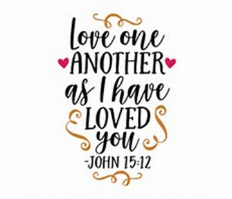 Love one
ANOTHER
as I have
LOVED
you
-JOHN 15:12